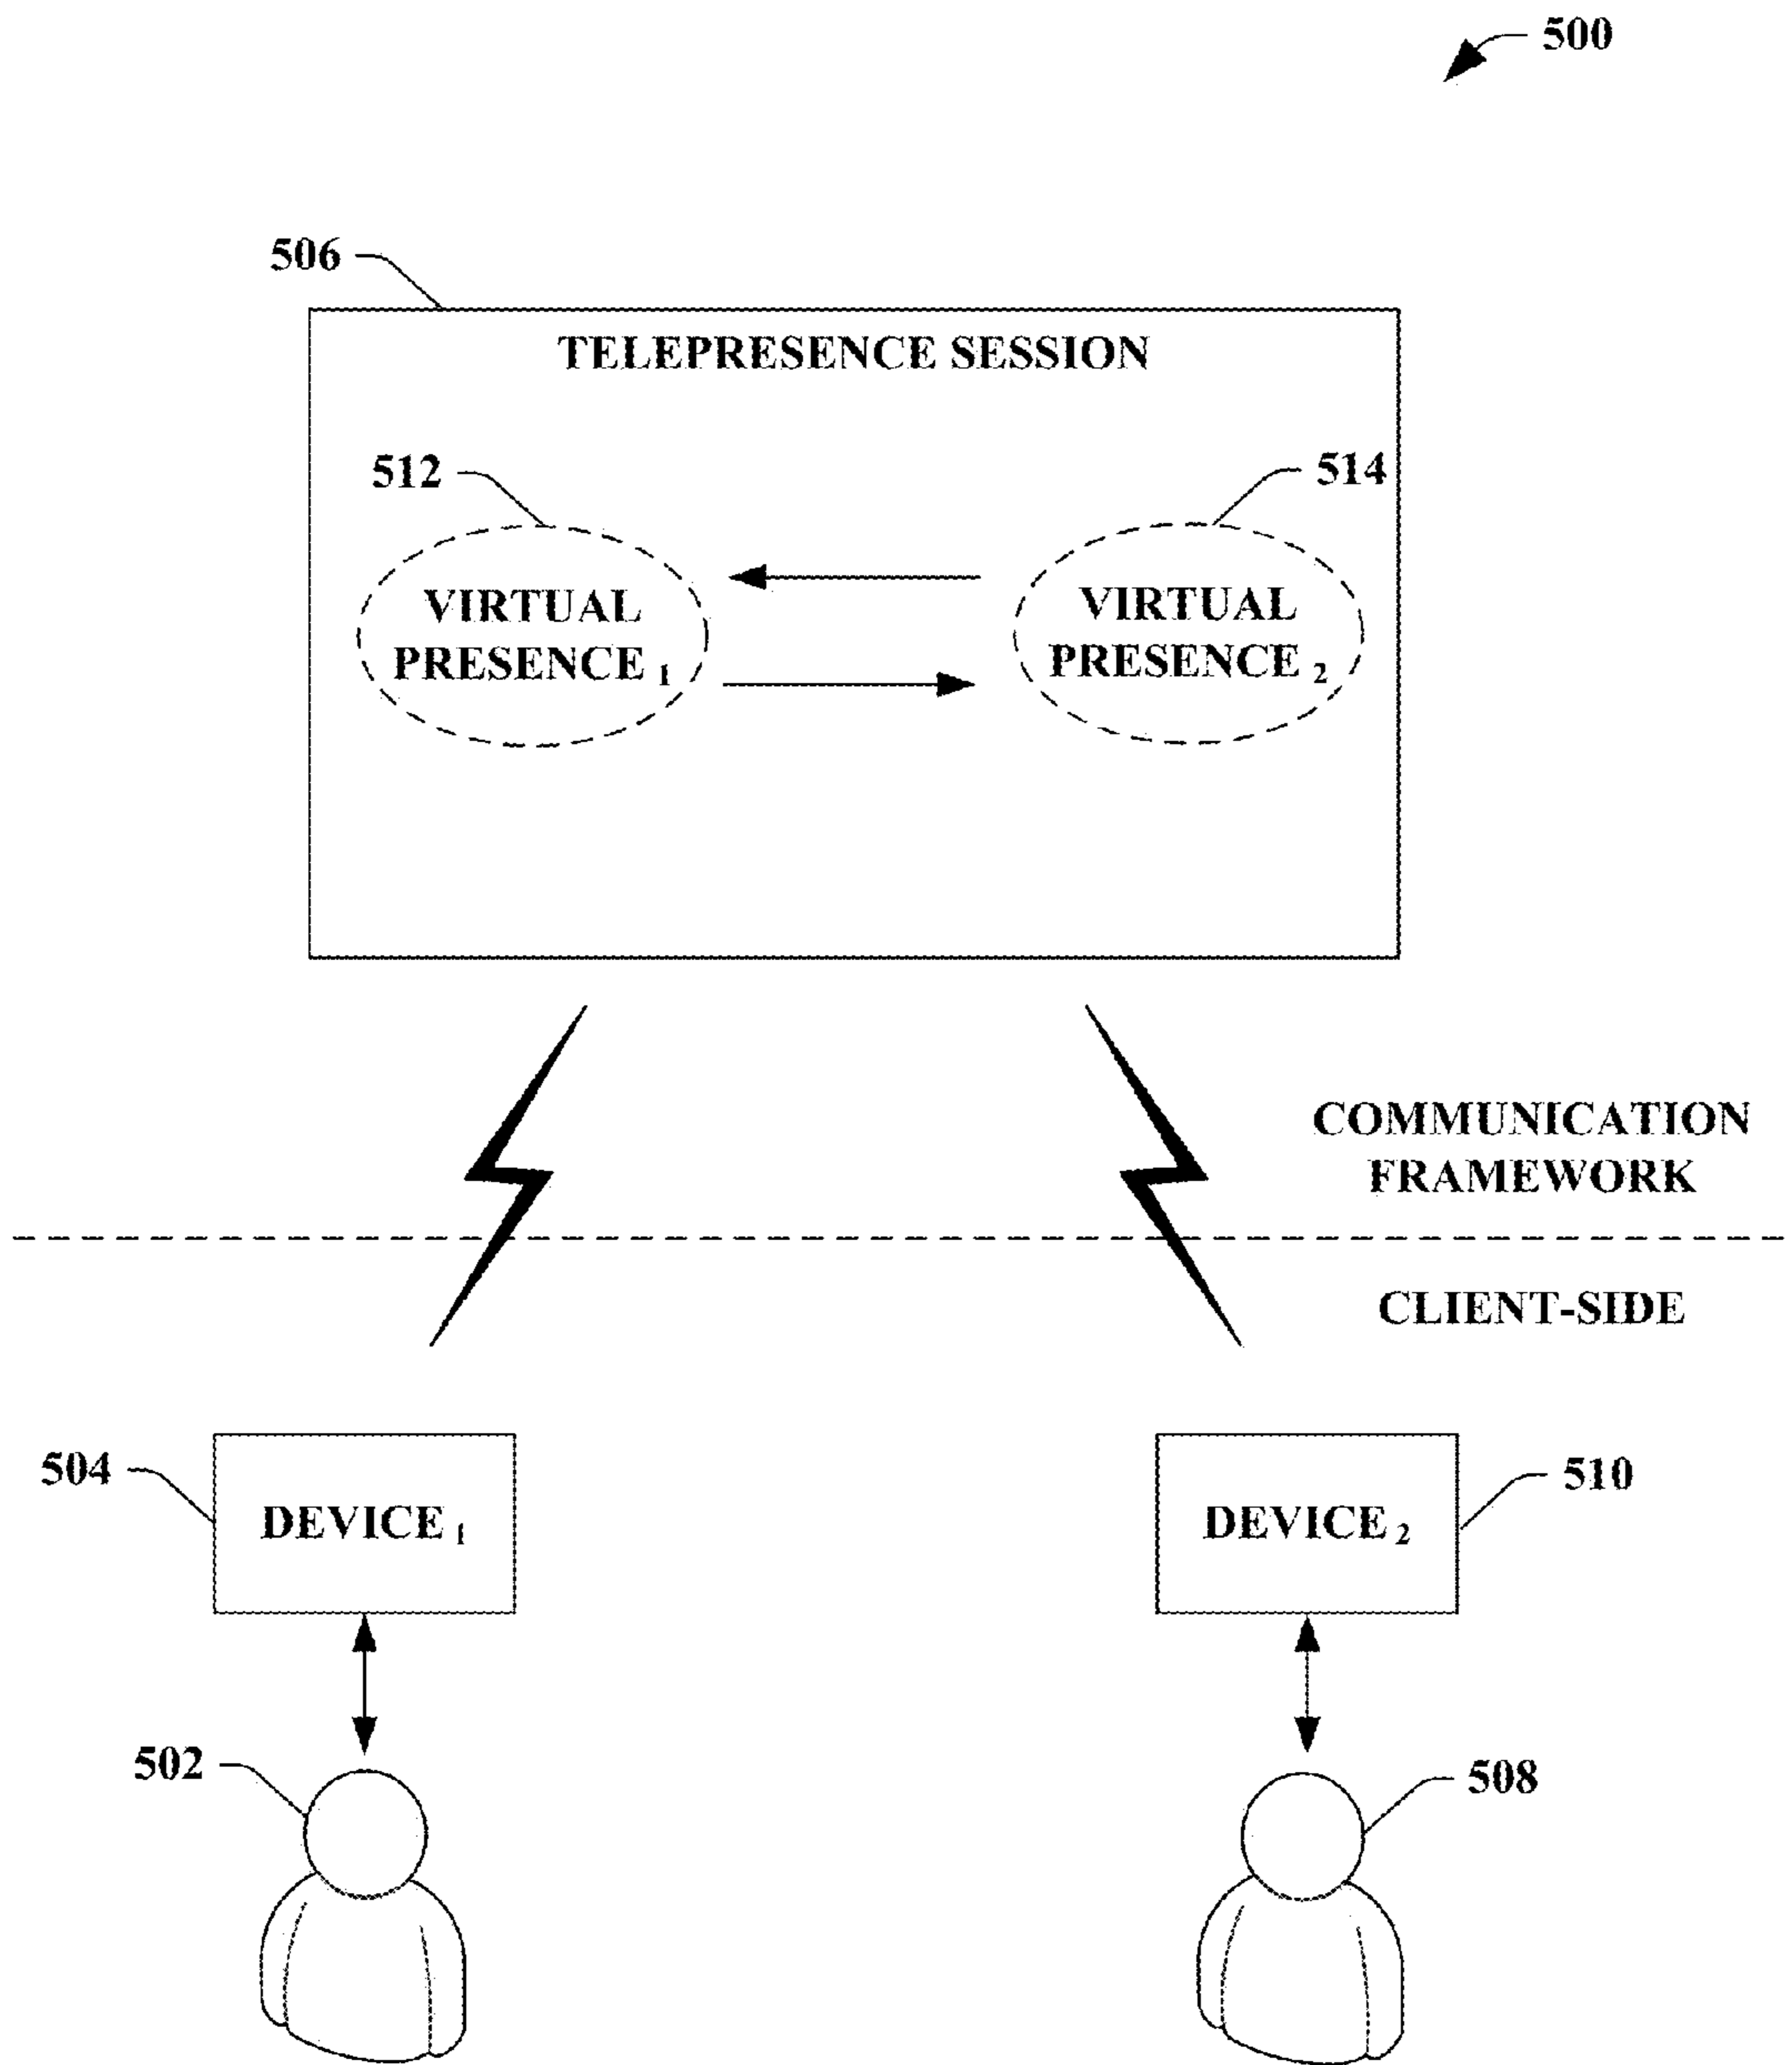 500
506
TELEPRESENCE SESSION
512
514
VIRTUAL
PRESENCE 1
VIRTUAL
PRESENCE 2
COMMUNICATION
FRAMEWORK
CLIENT-SIDE
504
DEVICE 1
DEVICE 2
510
502
508